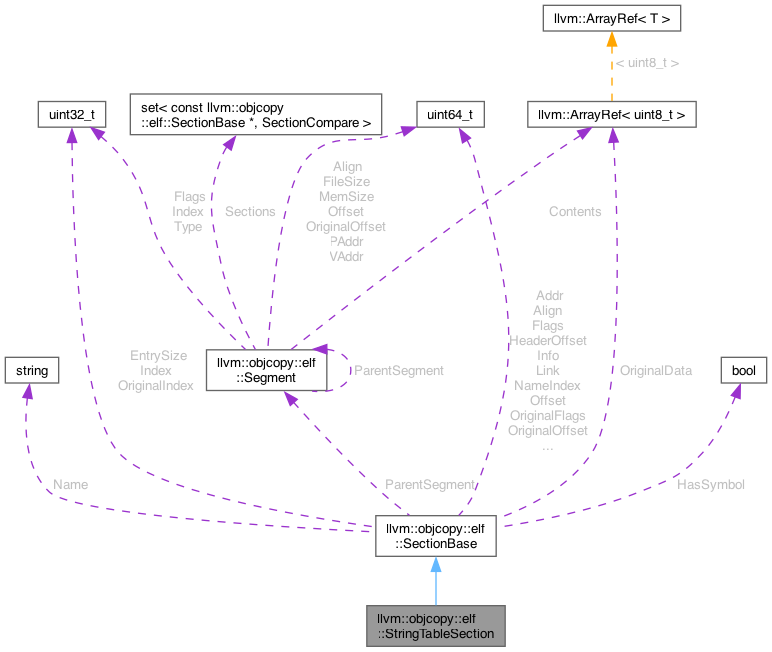 llvm::ArrayRef< T >
< uint8_t >
uint32_t
set< const llvm::objcopy
::elf::SectionBase *, SectionCompare >
uint64_t
llvm::ArrayRef< uint8_t >
Flags
Index
Type
Sections
Align
FileSize
MemSize
Offset
OriginalOffset
PAddr
VAddr
Contents
string
EntrySize
Index
OriginalIndex
llvm::objcopy::elf
::Segment
ParentSegment
Addr
Align
Flags
HeaderOffset
Info
Link
NameIndex
Offset
OriginalFlags
OriginalOffset
...
OriginalData
bool
Name
ParentSegment
HasSymbol
llvm::objcopy::elf
::SectionBase
llvm::objcopy::elf
::StringTableSection